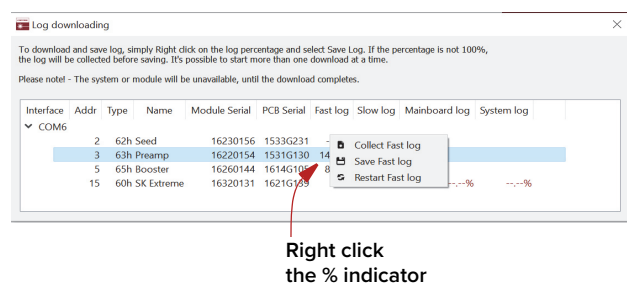 Log downloading
To download and save log, simply Right click on the log percentage and select Save Log. If the percentage is not 100%,
the log will be collected before saving. It's possible to start more than one download at a time.
Please note! - The system or module will be unavailable, until the download completes.
Interface Addr Type Name Module Serial PCB Serial Fast log Slow log Mainboard log System log
COM6
2 62h Seed 16230156 1533G231 -
3 63h Preamp 16220154 1531G130 14
5 65h Booster 16260144 1614G105 8
15 60h SK Extreme 16320131 1621G139 --.--% --.--%
Collect Fast log
Save Fast log
Restart Fast log
Right click
the % indicator